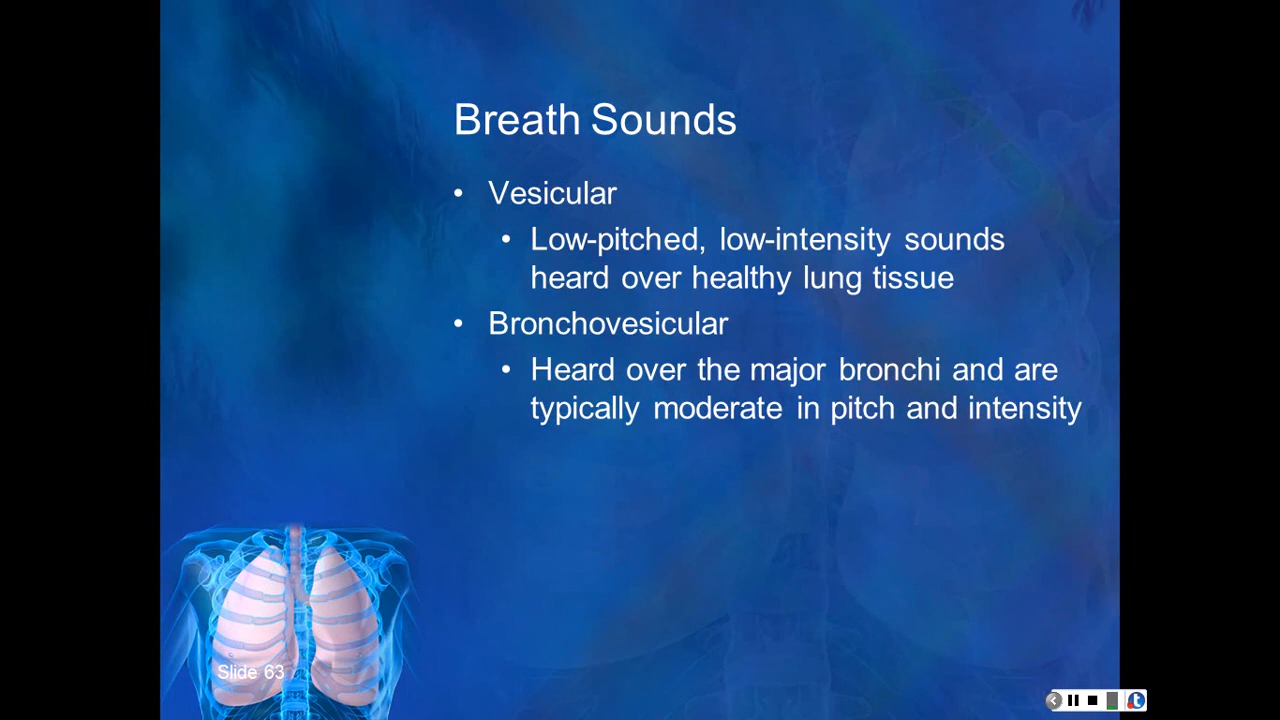 Breath Sounds
• Vesicular
• Low-pitched, low-intensity sounds
heard over healthy lung tissue
• Bronchovesicular
• Heard over the major bronchi and are
typically moderate in pitch and intensity
Slide 63
t